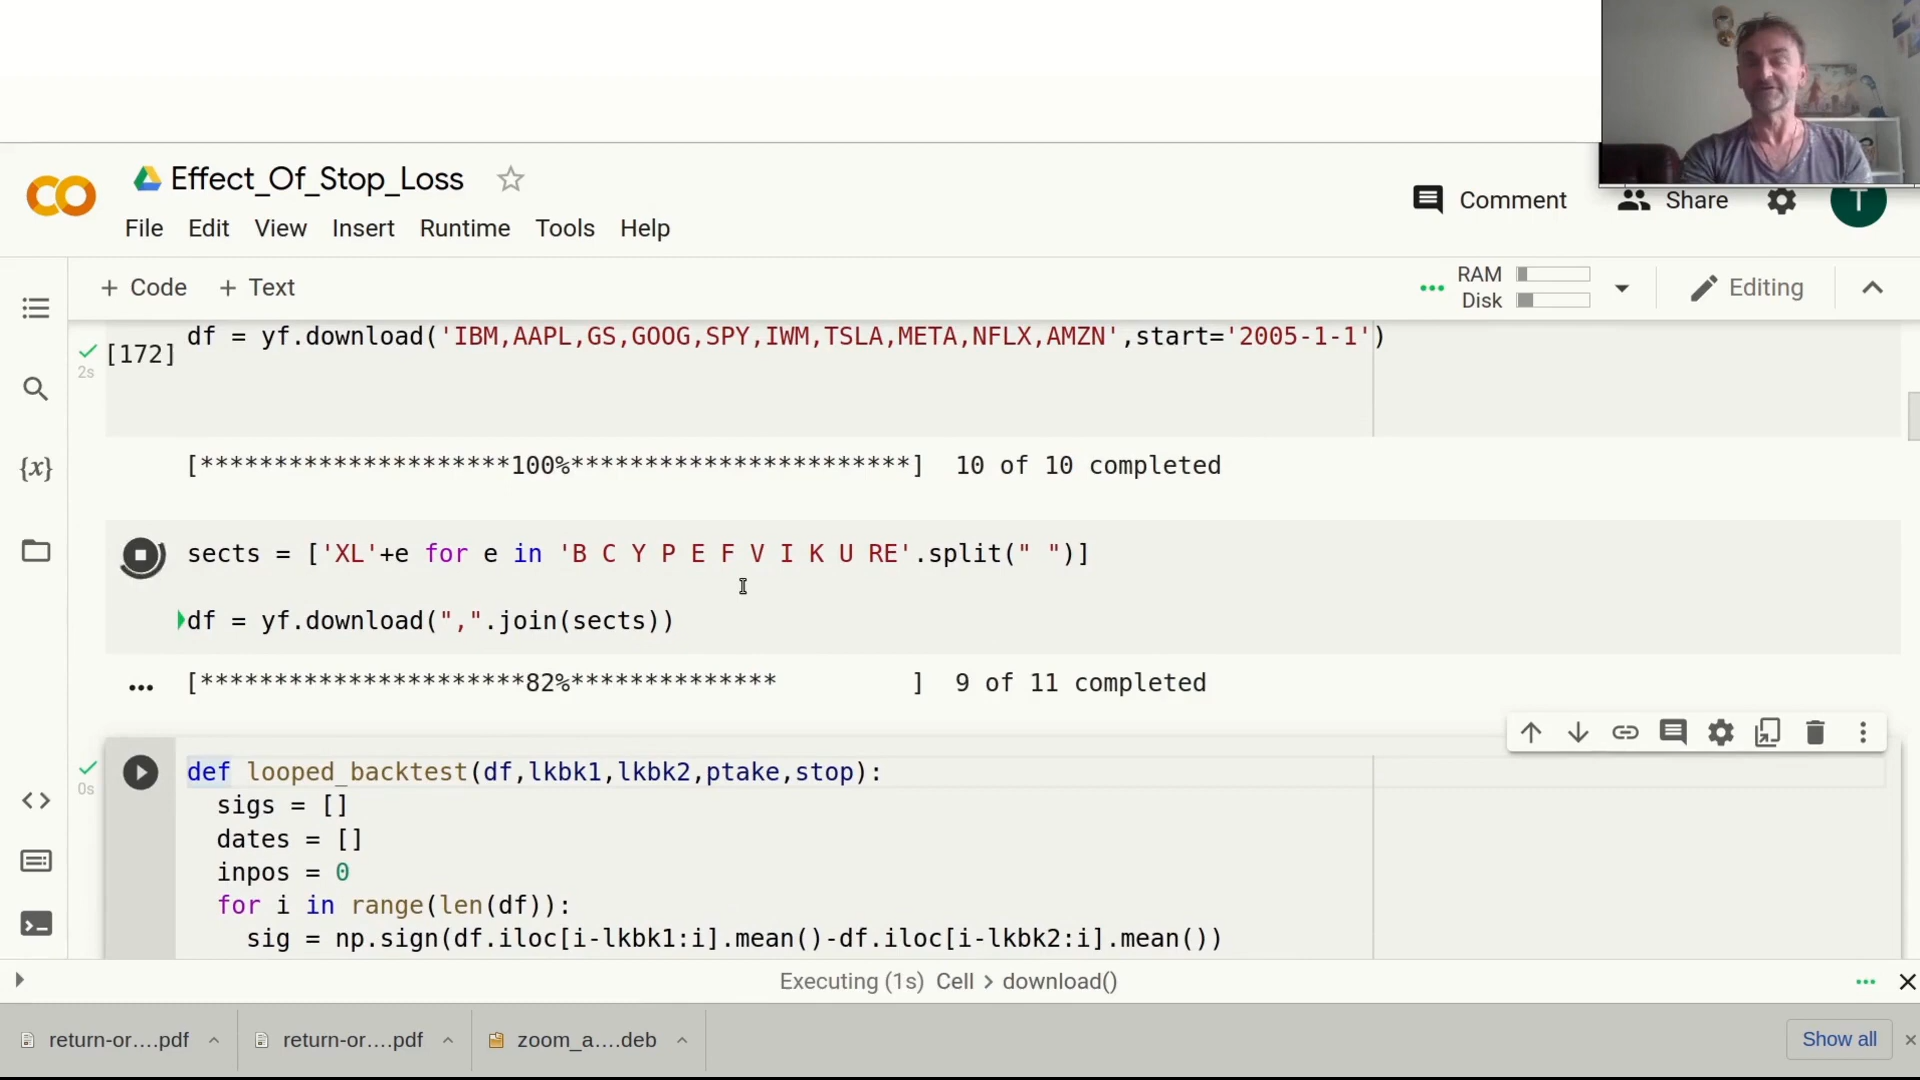 Effect_Of_Stop_Loss
File Edit View Insert Runtime Tools Help
Comment
Share
T
+ Code + Text
RAM
Disk
Editing
[172]
2s
df = yf.download('IBM,AAPL,GS,GOOG,SPY,IWM,TSLA,META,NFLX,AMZN',start='2005-1-1')
[*********************100%***********************]  10 of 10 completed
sects = ['XL'+e for e in 'B C Y P E F V I K U RE'.split(" ")]
df = yf.download(",".join(sects))
[**********************82%**************         ]  9 of 11 completed
0s
def looped_backtest(df,lkbk1,lkbk2,ptake,stop):
sigs = []
dates = []
inpos = 0
for i in range(len(df)):
sig = np.sign(df.iloc[i-lkbk1:i].mean()-df.iloc[i-lkbk2:i].mean())
Executing (1s) Cell > download()
return-or....pdf
return-or....pdf
zoom_a....deb
Show all